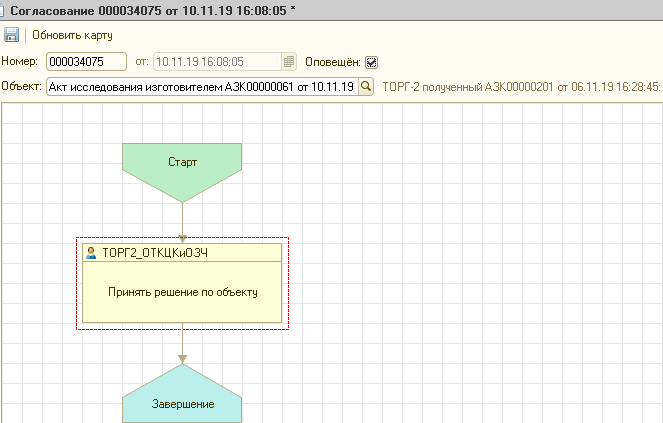 Согласование 000034075 от 10.11.19 16:08:05 *
Обновить карту
Номер: 000034075 от: 10.11.19 16:08:05 Оповещён:
Объект: Акт исследования изготовителем АЗК00000061 от 10.11.19 ТОРГ-2 полученный АЗК00000201 от 06.11.19 16:28:45:
Старт
ТОРГ2_ОТКЦКиОЗЧ
Принять решение по объекту
Завершение